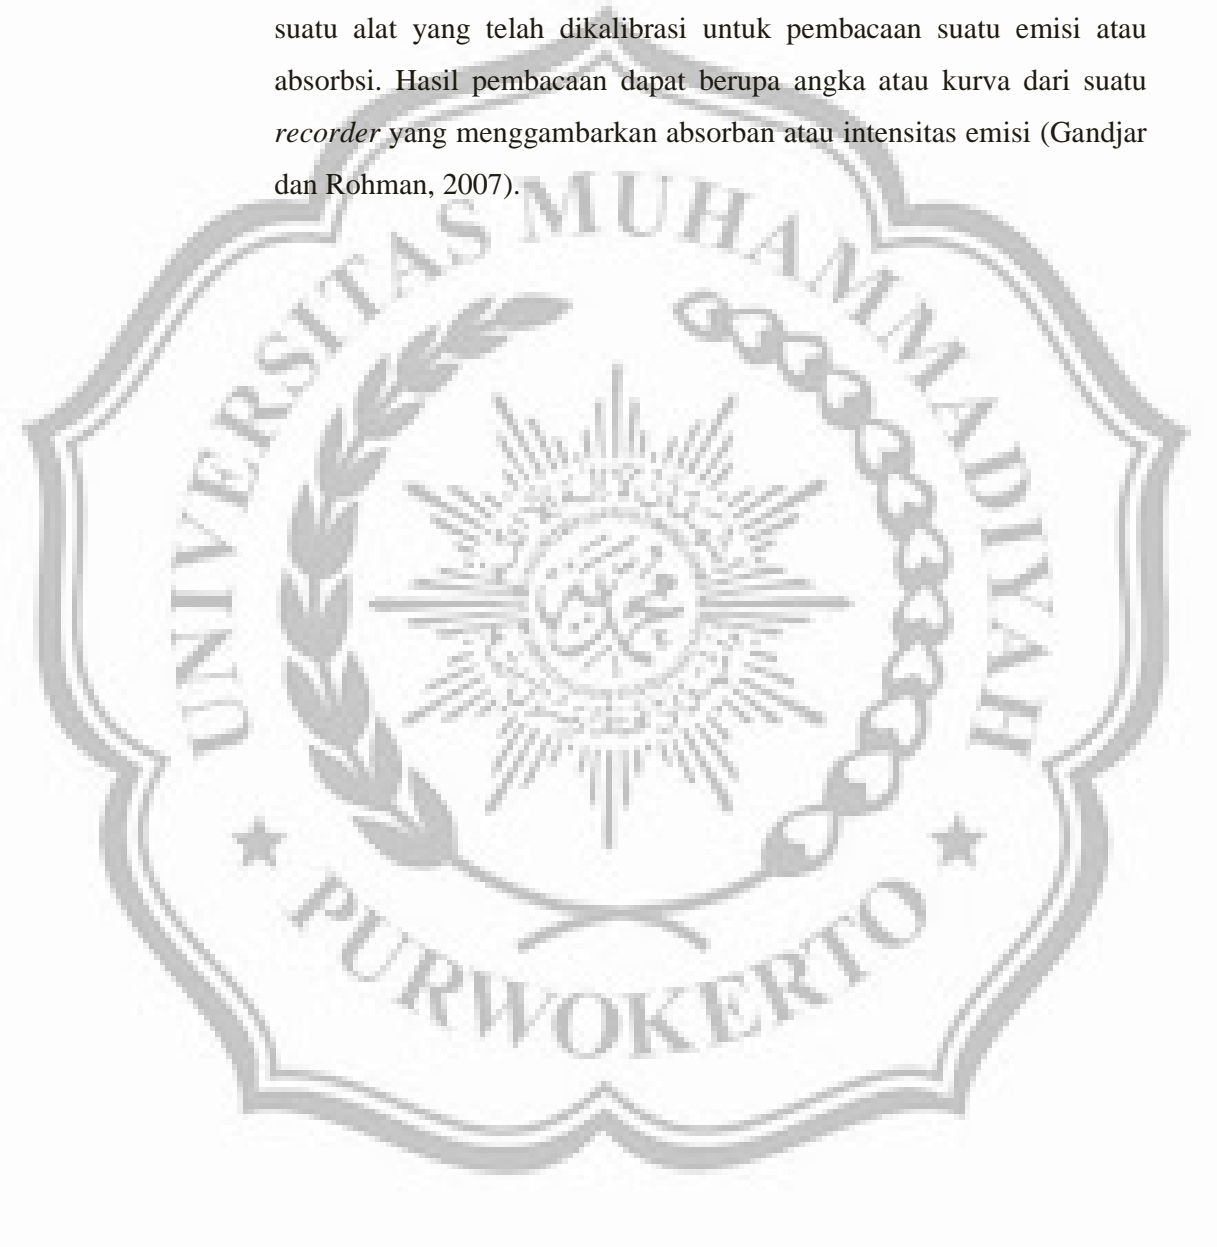 suatu alat yang telah dikalibrasi untuk pembacaan suatu emisi atau
absorbsi. Hasil pembacaan dapat berupa angka atau kurva dari suatu
recorder yang menggambarkan absorban atau intensitas emisi (Gandjar
dan Rohman, 2007).
UNIVERSITAS MUHAMMADIYAH
PURWOKERTO